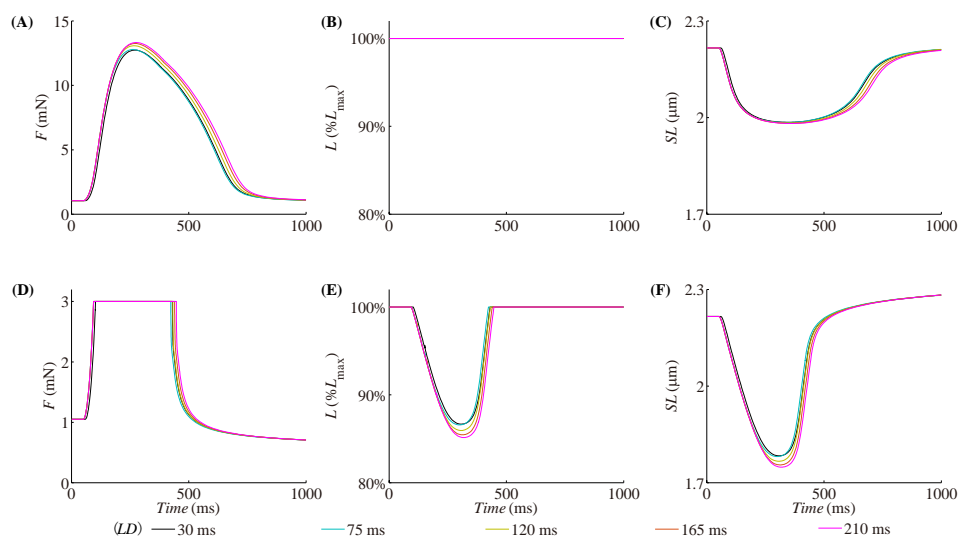 (A)
15
10
5
0
F (mN)
0
500
1000
(B)
100%
90%
80%
L (%Lmax)
0
500
1000
(C)
2.3
2
1.7
SL (μm)
0
500
1000
(D)
3
2
1
0
F (mN)
0
500
1000
Time (ms)
(E)
100%
90%
80%
L (%Lmax)
0
500
1000
Time (ms)
(F)
2.3
2
1.7
SL (μm)
0
500
1000
Time (ms)
(LD) 30 ms 75 ms 120 ms 165 ms 210 ms